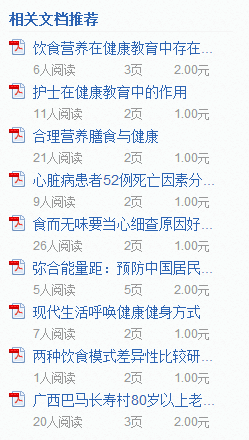 相关文档推荐
饮食营养在健康教育中存在...
6人阅读 3页 2.00元
护士在健康教育中的作用
11人阅读 2页 1.00元
合理营养膳食与健康
21人阅读 2页 1.00元
心脏病患者52例死亡因素分...
9人阅读 2页 1.00元
食而无味要当心细查原因好...
26人阅读 2页 1.00元
弥合能量距：预防中国居民...
5人阅读 5页 2.00元
现代生活呼唤健康健身方式
7人阅读 2页 1.00元
两种饮食模式差异性比较研...
1人阅读 2页 1.00元
广西巴马长寿村80岁以上老...
20人阅读 3页 2.00元